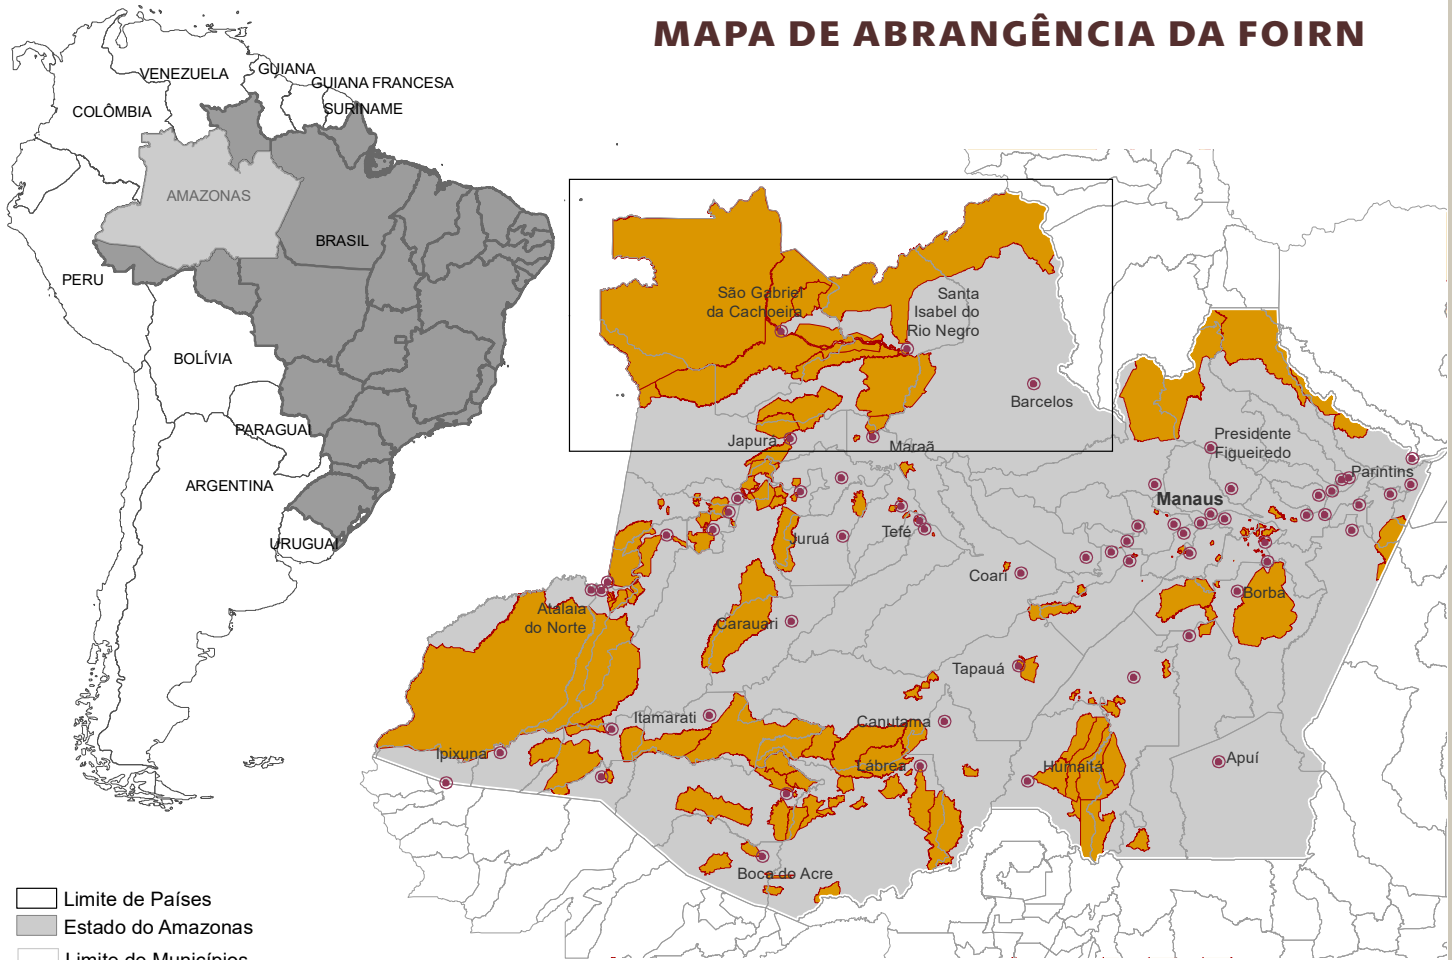 MAPA DE ABRANGÊNCIA DA FOIRN
VENEZUELA
GUIANA
GUIANA FRANCESA
SURINAME
COLÔMBIA
AMAZONAS
BRASIL
PERU
BOLÍVIA
PARAGUAI
ARGENTINA
URUGUAI
São Gabriel
da Cachoeira
Santa
Isabel do
Rio Negro
Barcelos
Japurá
Maraã
Presidente
Figueiredo
Parintins
Manaus
Juruá
Tefé
Coari
Borba
Atalaia
do Norte
Carauari
Tapauá
Itamarati
Canutama
Ipixuna
Lábrea
Humaitá
Apuí
Boca do Acre
Limite de Países
Estado do Amazonas
Limite de Municípios